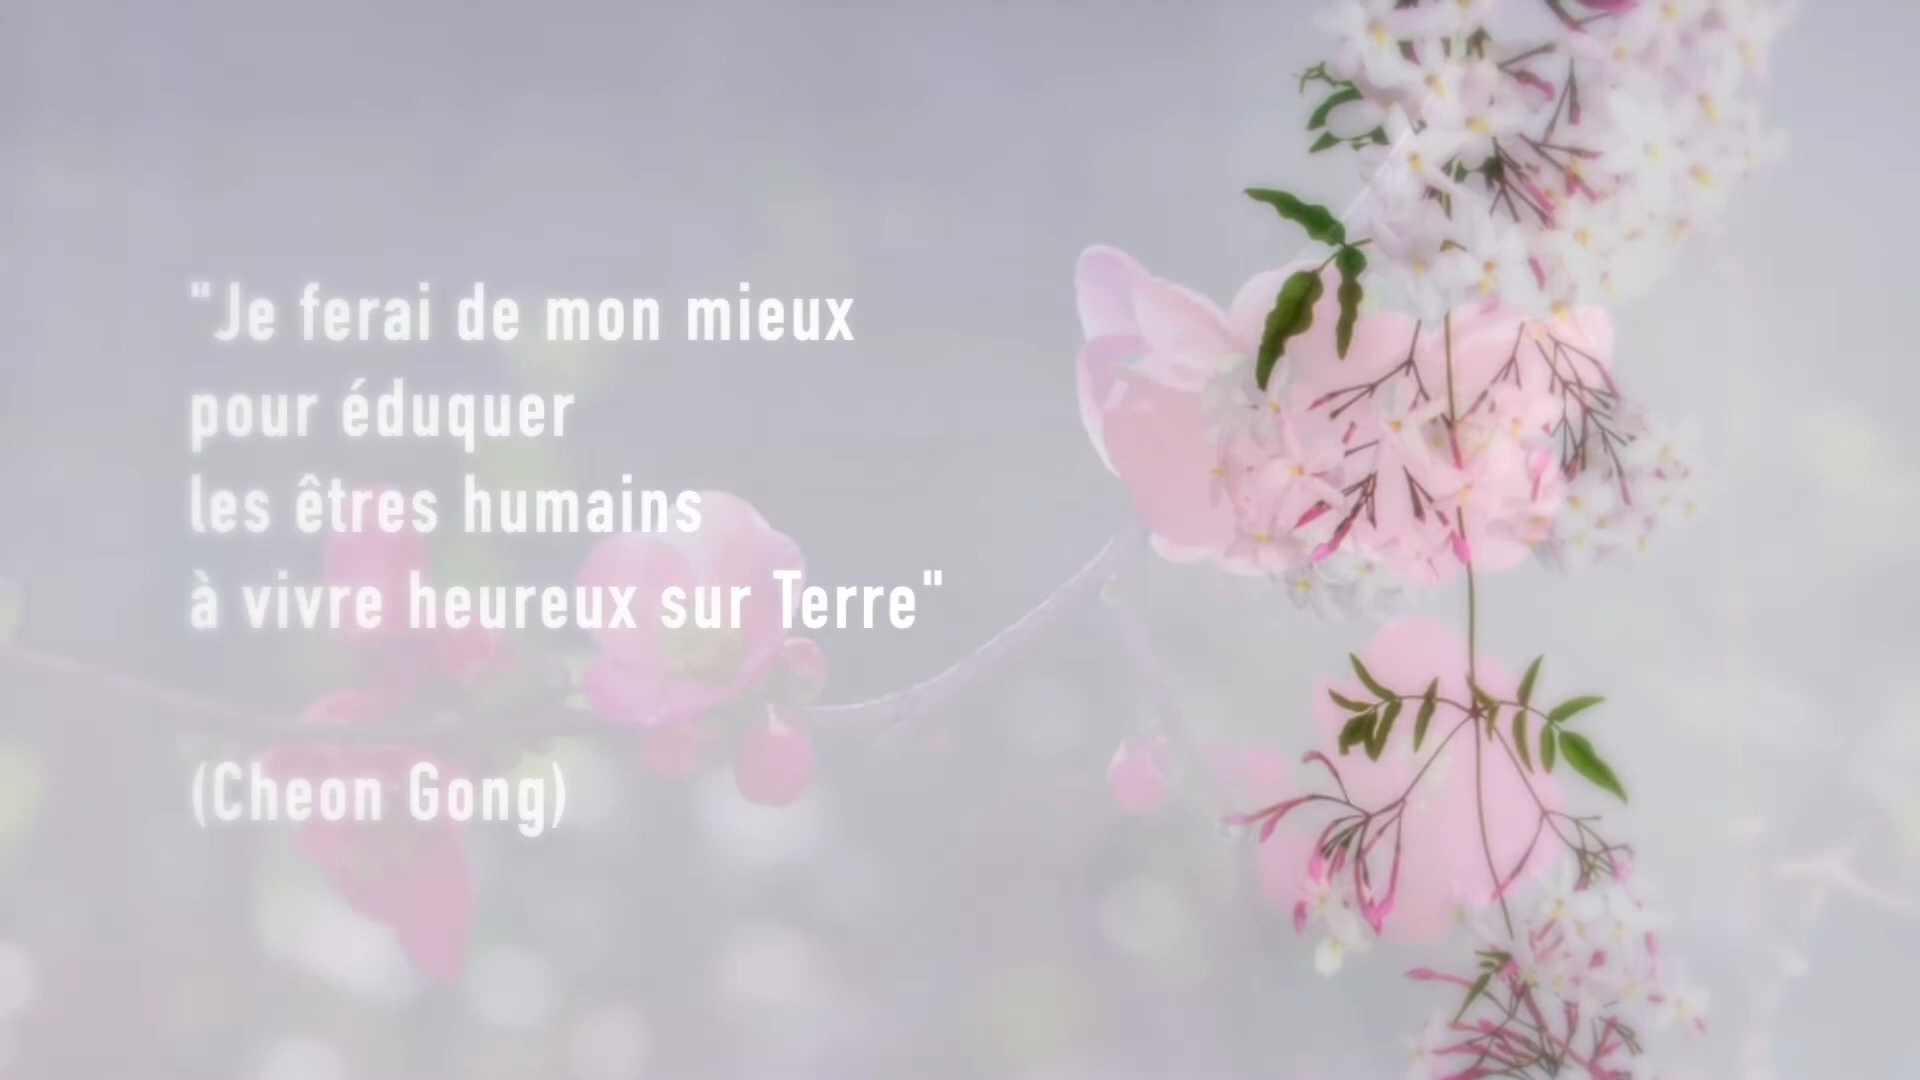 "Je ferai de mon mieux
pour éduquer
les êtres humains
à vivre heureux sur Terre"
(Cheon Gong)